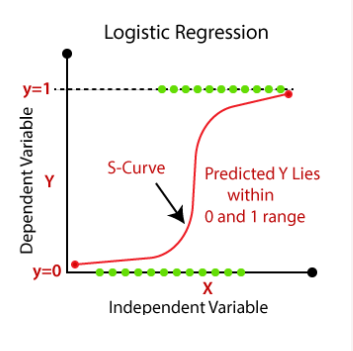 Logistic Regression
y=1
Dependent Variable
Y
S-Curve
Predicted Y Lies
within
0 and 1 range
y=0
X
Independent Variable